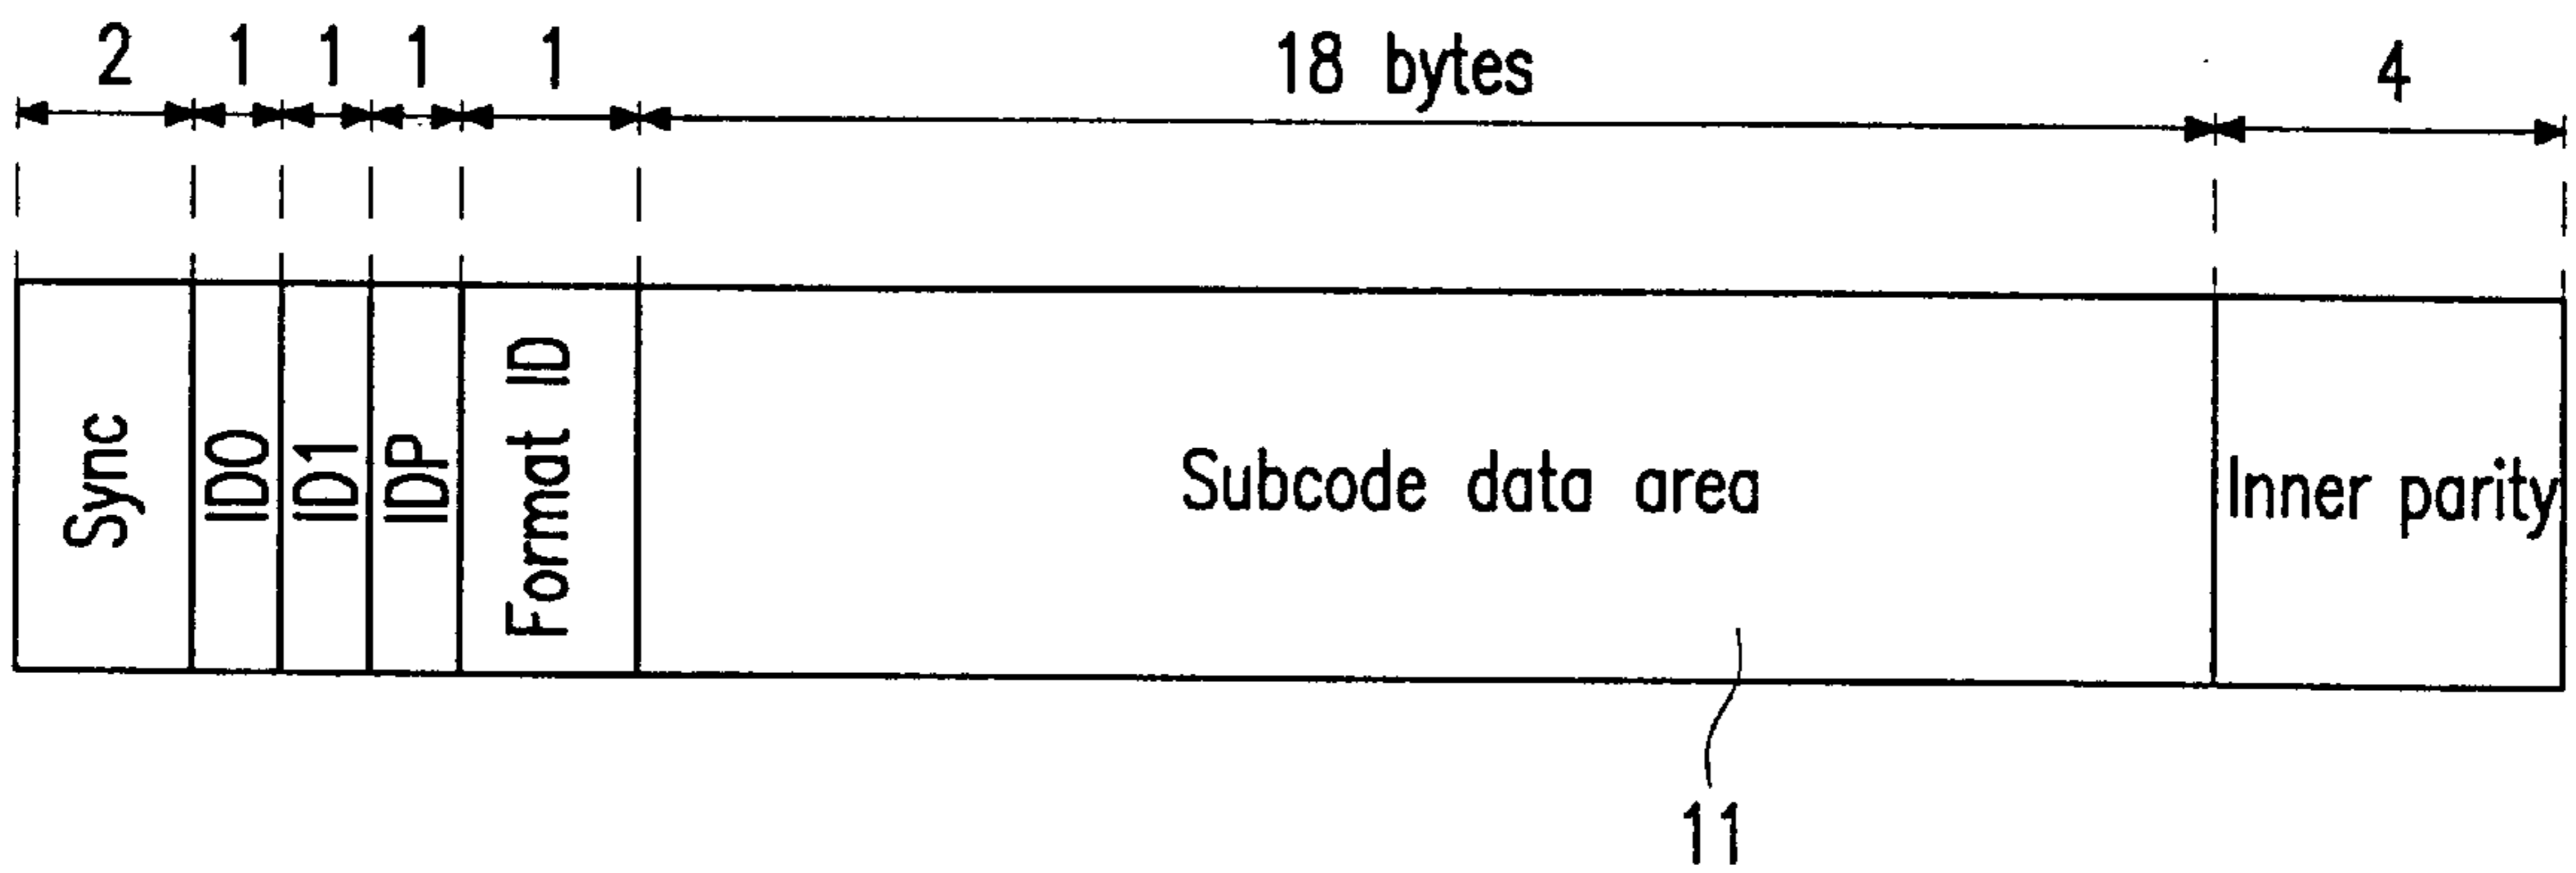 2 1 1 1 1 18 bytes 4
Sync
ID0
ID1
IDP
Format ID
Subcode data area
Inner parity
11